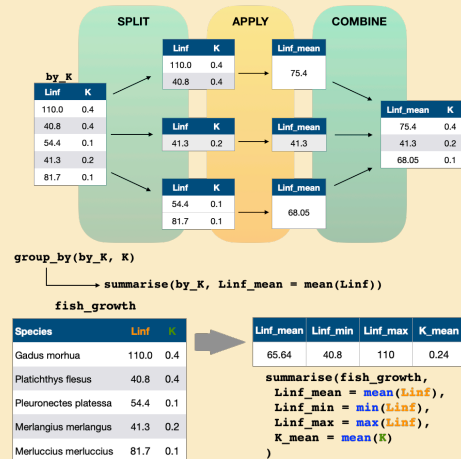 SPLIT APPLY COMBINE
by_K
Linf K
110.0 0.4
40.8 0.4
54.4 0.1
41.3 0.2
81.7 0.1
Linf K
110.0 0.4
40.8 0.4
Linf K
41.3 0.2
Linf K
54.4 0.1
81.7 0.1
Linf_mean
75.4
Linf_mean
41.3
Linf_mean
68.05
Linf_mean K
75.4 0.4
41.3 0.2
68.05 0.1
group_by(by_K, K)
summarise(by_K, Linf_mean = mean(Linf))
fish_growth
Species Linf K
Gadus morhua 110.0 0.4
Platichthys flesus 40.8 0.4
Pleuronectes platessa 54.4 0.1
Merlangius merlangus 41.3 0.2
Merluccius merluccius 81.7 0.1
Linf_mean Linf_min Linf_max K_mean
65.64 40.8 110 0.24
summarise(fish_growth,
Linf_mean = mean(Linf),
Linf_min = min(Linf),
Linf_max = max(Linf),
K_mean = mean(K)
)